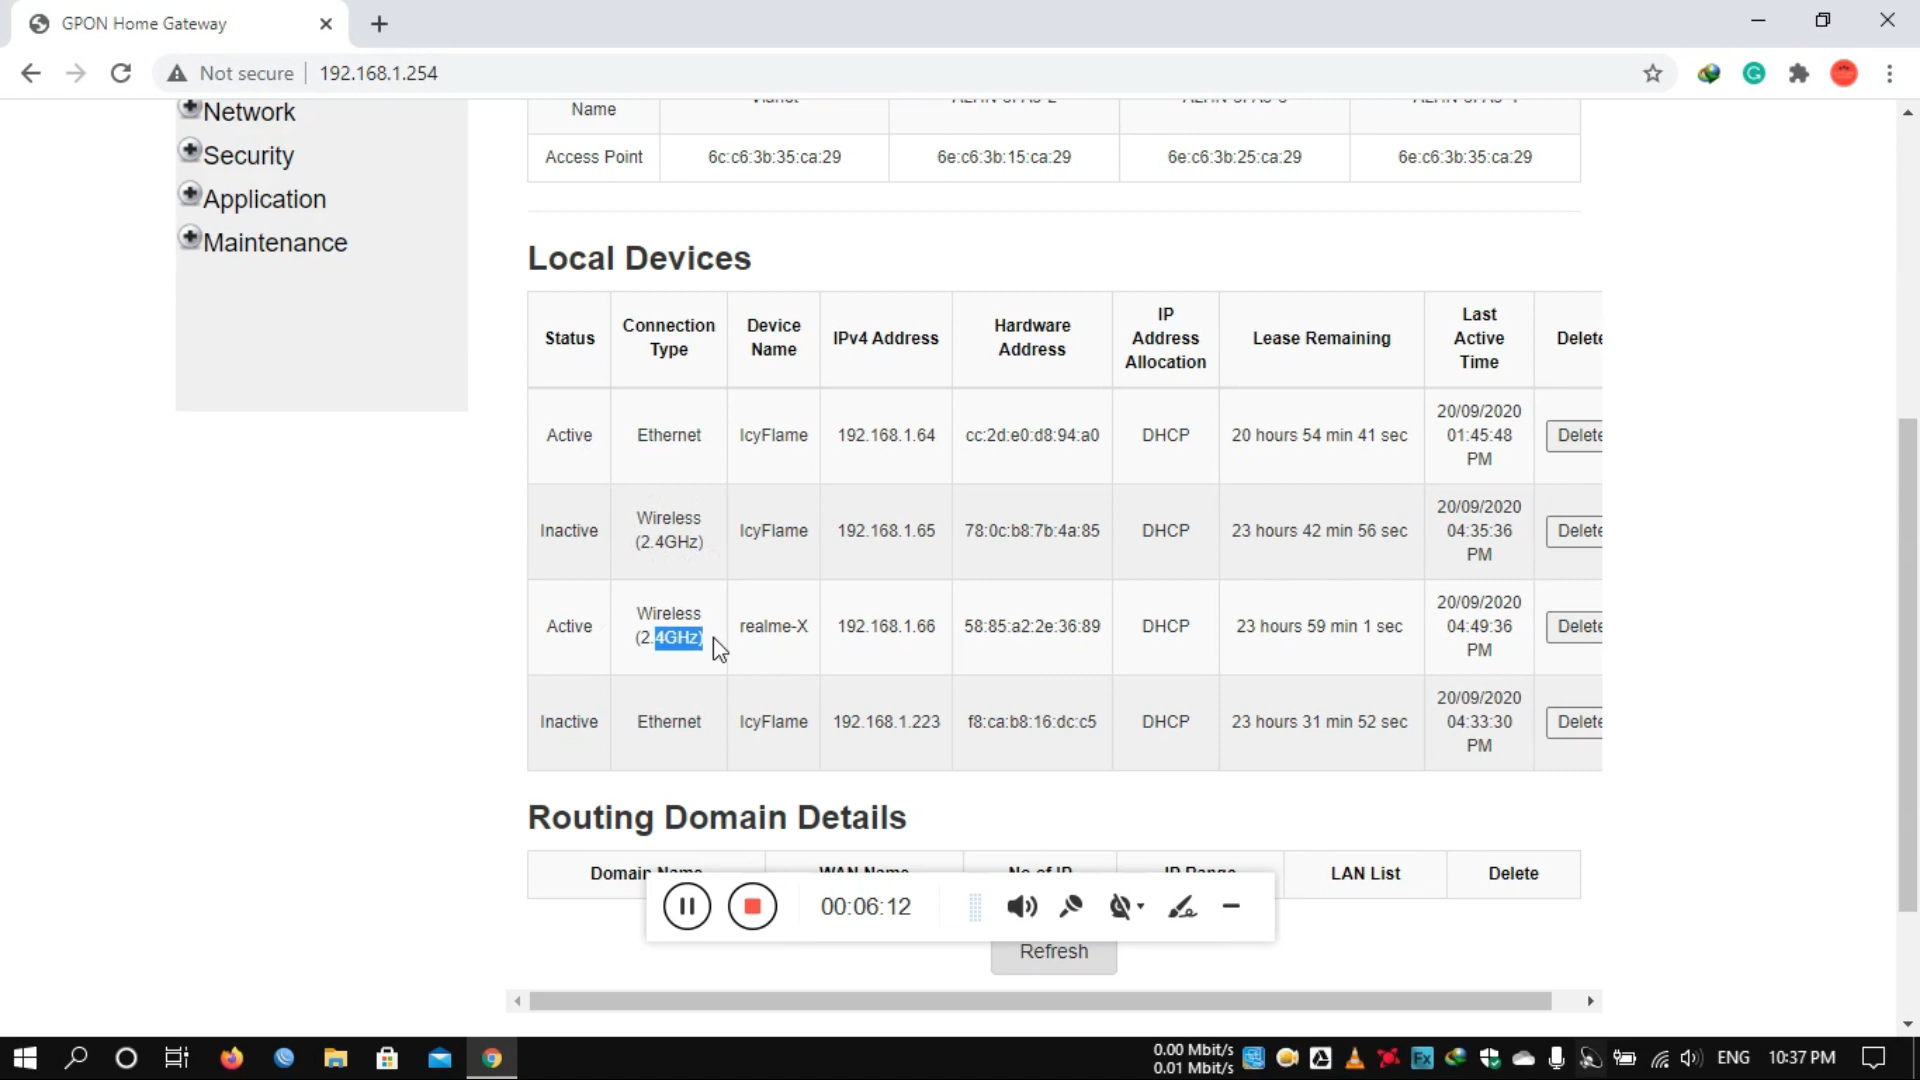 GPON Home Gateway
Not secure
192.168.1.254
Network
Security
Application
Maintenance
Name
Access Point 6c:c6:3b:35:ca:29 6e:c6:3b:15:ca:29 6e:c6:3b:25:ca:29 6e:c6:3b:35:ca:29
Local Devices
Status Connection Type Device Name IPv4 Address Hardware Address IP Address Allocation Lease Remaining Last Active Time Delete
Active Ethernet IcyFlame 192.168.1.64 cc:2d:e0:d8:94:a0 DHCP 20 hours 54 min 41 sec 20/09/2020 01:45:48 PM Delete
Inactive Wireless (2.4GHz) IcyFlame 192.168.1.65 78:0c:b8:7b:4a:85 DHCP 23 hours 42 min 56 sec 20/09/2020 04:35:36 PM Delete
Active Wireless (2.4GHz) realme-X 192.168.1.66 58:85:a2:2e:36:89 DHCP 23 hours 59 min 1 sec 20/09/2020 04:49:36 PM Delete
Inactive Ethernet IcyFlame 192.168.1.223 f8:ca:b8:16:dc:c5 DHCP 23 hours 31 min 52 sec 20/09/2020 04:33:30 PM Delete
Routing Domain Details
Domain Name WAN Name No of IP IP Range LAN List Delete
00:06:12
Refresh
0.00 Mbit/s
0.01 Mbit/s
ENG
10:37 PM